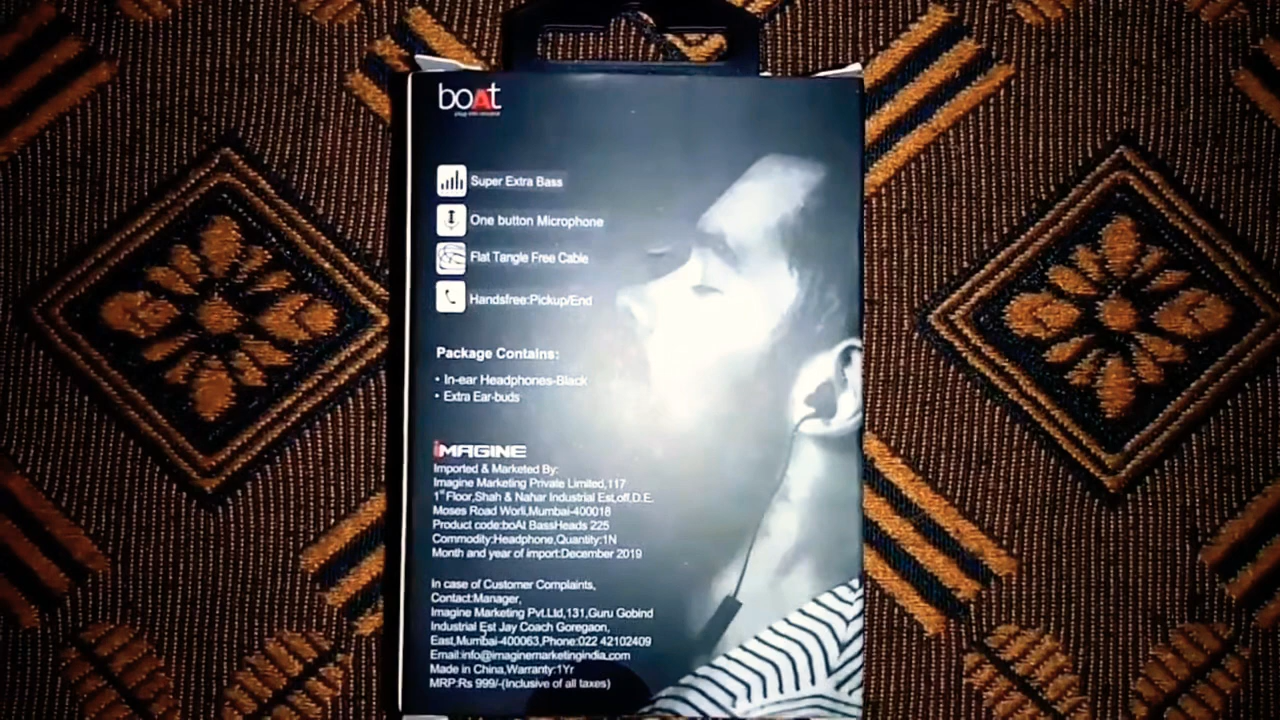 boAt
plug into nirvana
Super Extra Bass
One button Microphone
Flat Tangle Free Cable
Handsfree:Pickup/End
Package Contains:
• In-ear Headphones-Black
• Extra Ear-buds
iMAGINE
Imported & Marketed By:
Imagine Marketing Private Limited,117
1st Floor,Shah & Nahar Industrial Est,off,D.E.
Moses Road Worli,Mumbai-400018
Product code:boAt BassHeads 225
Commodity:Headphone,Quantity:1N
Month and year of import:December 2019
In case of Customer Complaints,
Contact:Manager,
Imagine Marketing Pvt.Ltd,131,Guru Gobind
Industrial Est Jay Coach Goregaon,
East,Mumbai-400063,Phone:022 42102409
Email:info@imaginemarketingindia.com
Made in China,Warranty:1Yr
MRP:Rs 999/-(Inclusive of all taxes)